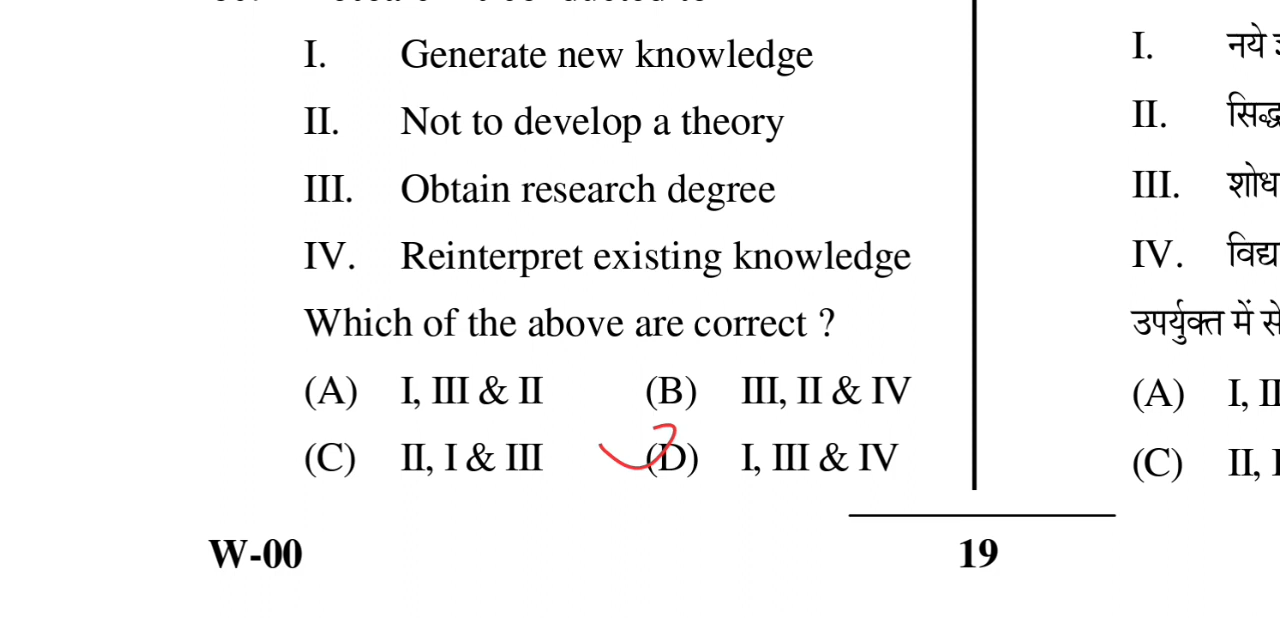 I. Generate new knowledge
II. Not to develop a theory
III. Obtain research degree
IV. Reinterpret existing knowledge
Which of the above are correct ?
(A) I, III & II (B) III, II & IV
(C) II, I & III (D) I, III & IV
I. नये
II.
III. शोध
IV.
उपर्युक्त में से
(A) I,
(C) II,
W-00 19